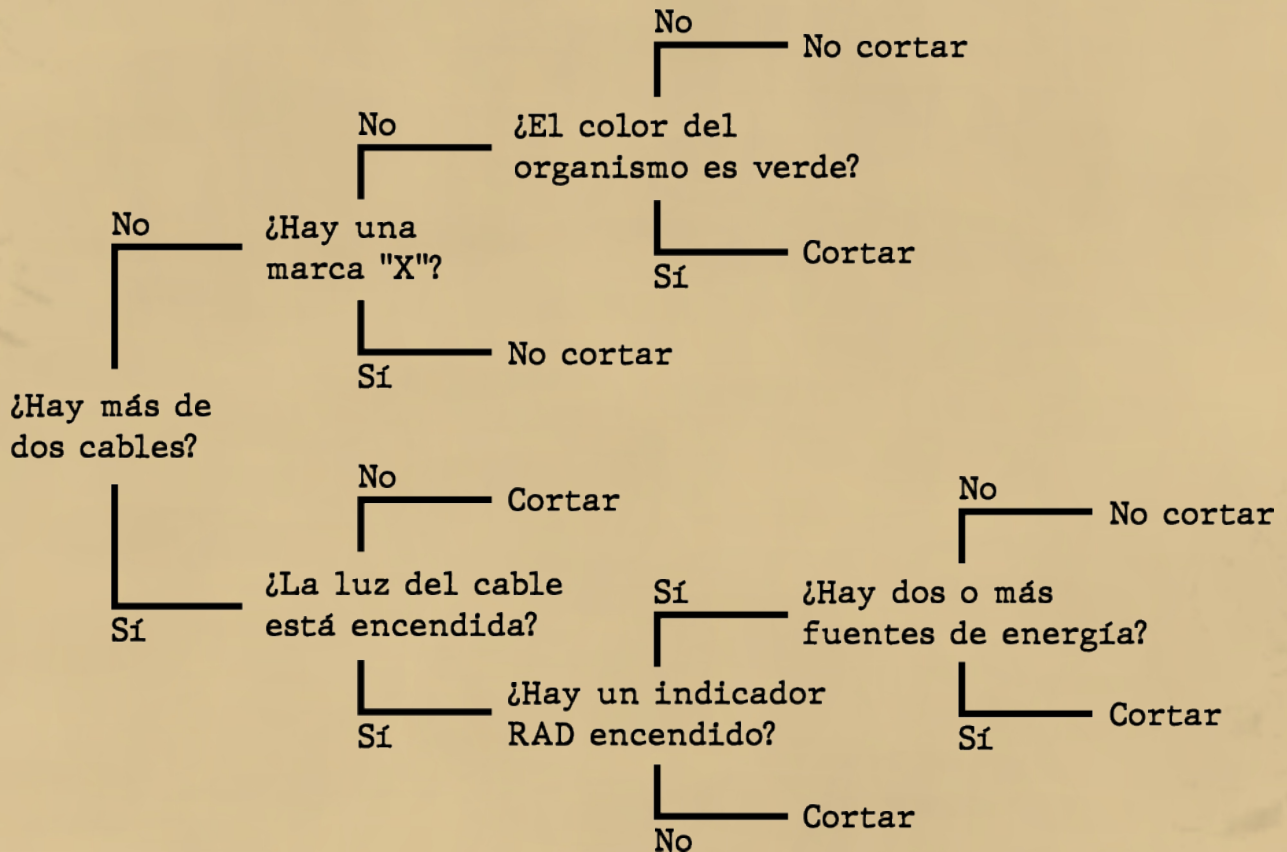 No
No cortar
No
¿El color del
organismo es verde?
No
¿Hay una
marca "X"?
Cortar
Sí
No cortar
Sí
¿Hay más de
dos cables?
No
Cortar
No
No cortar
¿La luz del cable
está encendida?
Sí
¿Hay dos o más
fuentes de energía?
Sí
¿Hay un indicador
RAD encendido?
Sí
Cortar
Sí
Cortar
No